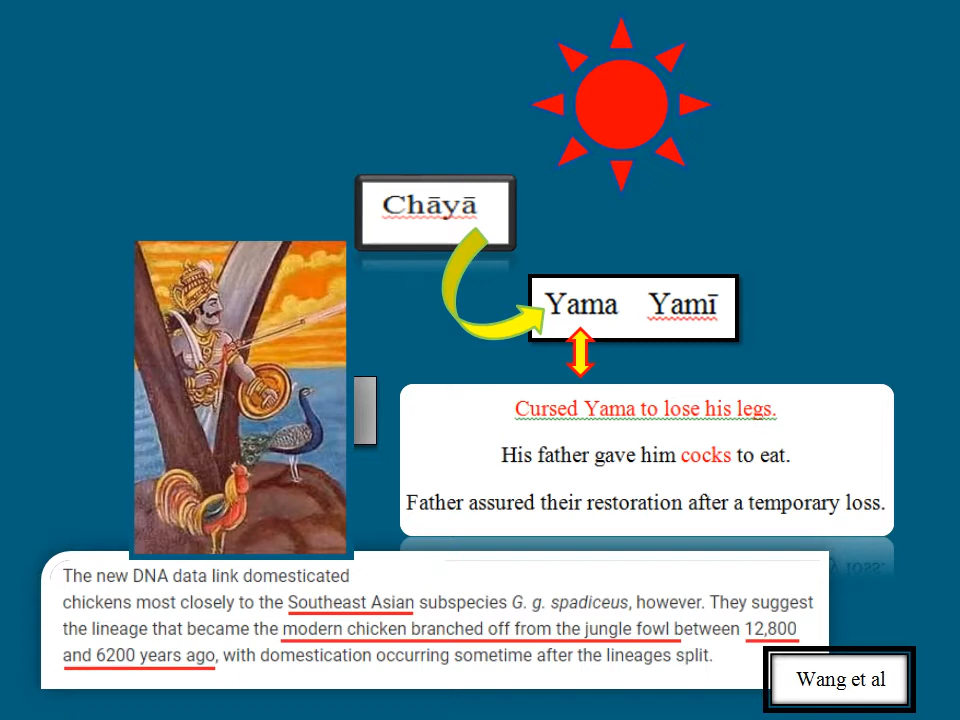 Chāyā
Yama Yamī
Cursed Yama to lose his legs.
His father gave him cocks to eat.
Father assured their restoration after a temporary loss.
The new DNA data link domesticated
chickens most closely to the Southeast Asian subspecies G. g. spadiceus, however. They suggest
the lineage that became the modern chicken branched off from the jungle fowl between 12,800
and 6200 years ago, with domestication occurring sometime after the lineages split.
Wang et al